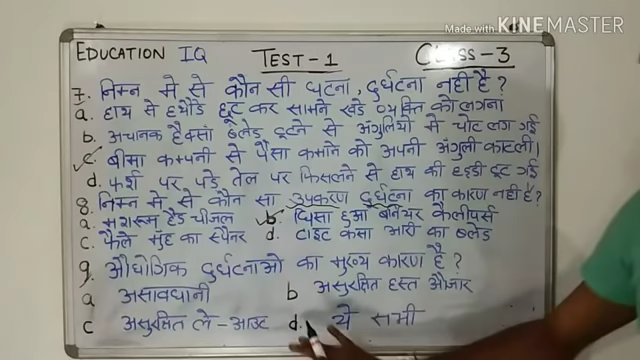 Made with KINEMASTER
EDUCATION IQ TEST-1 CLASS-3
7. निम्न मे से कौन सी घटना, दुर्घटना नही है?
a. हाथ से हथौडे छूट कर सामने खडे व्यक्ति को लगना
b. अचानक हैक्सॉ ब्लेड टूटने से अंगुलियो मे चोट लग गई
c. बीमा कम्पनी से पैसा कमाने को अपनी अंगुली काटली।
d. फर्श पर पडे तेल पर फिसलने से हाथ की हड्डी टूट गई
8. निम्न मे से कौन सा उपकरण दुर्घटना का कारण नही है?
a. मशरूम हैड चीजल b. घिसा हुआ वर्नियर कैलीपर्स
c. फैले मुंह का स्पैनर d. टाइट कसा आरी का ब्लेड
9. औधोगिक दुर्घटनाओ का मुख्य कारण है?
a असावधानी b असुरक्षित हस्त औजार
c असुरक्षित ले-आउट d. ये सभी